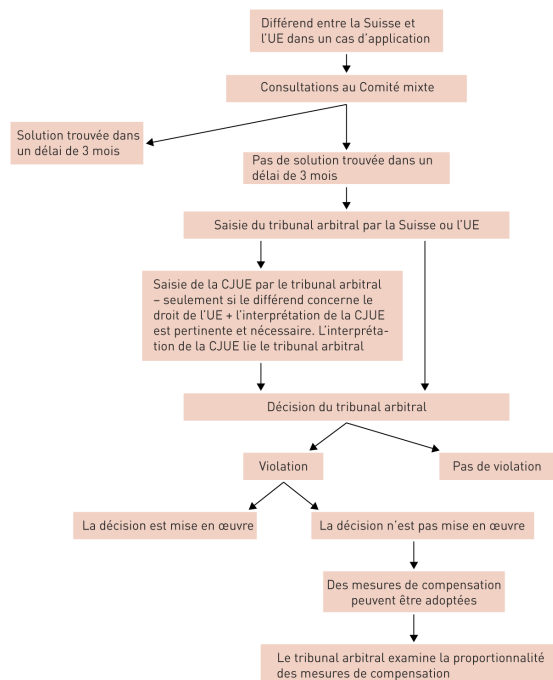 Différend entre la Suisse et
l’UE dans un cas d’application
Consultations au Comité mixte
Solution trouvée dans
un délai de 3 mois
Pas de solution trouvée dans un
délai de 3 mois
Saisie du tribunal arbitral par la Suisse ou l’UE
Saisie de la CJUE par le tribunal arbitral
– seulement si le différend concerne le
droit de l’UE + l’interprétation de la CJUE
est pertinente et nécessaire. L’interpréta-
tion de la CJUE lie le tribunal arbitral
Décision du tribunal arbitral
Violation
Pas de violation
La décision est mise en œuvre
La décision n’est pas mise en œuvre
Des mesures de compensation
peuvent être adoptées
Le tribunal arbitral examine la proportionnalité
des mesures de compensation